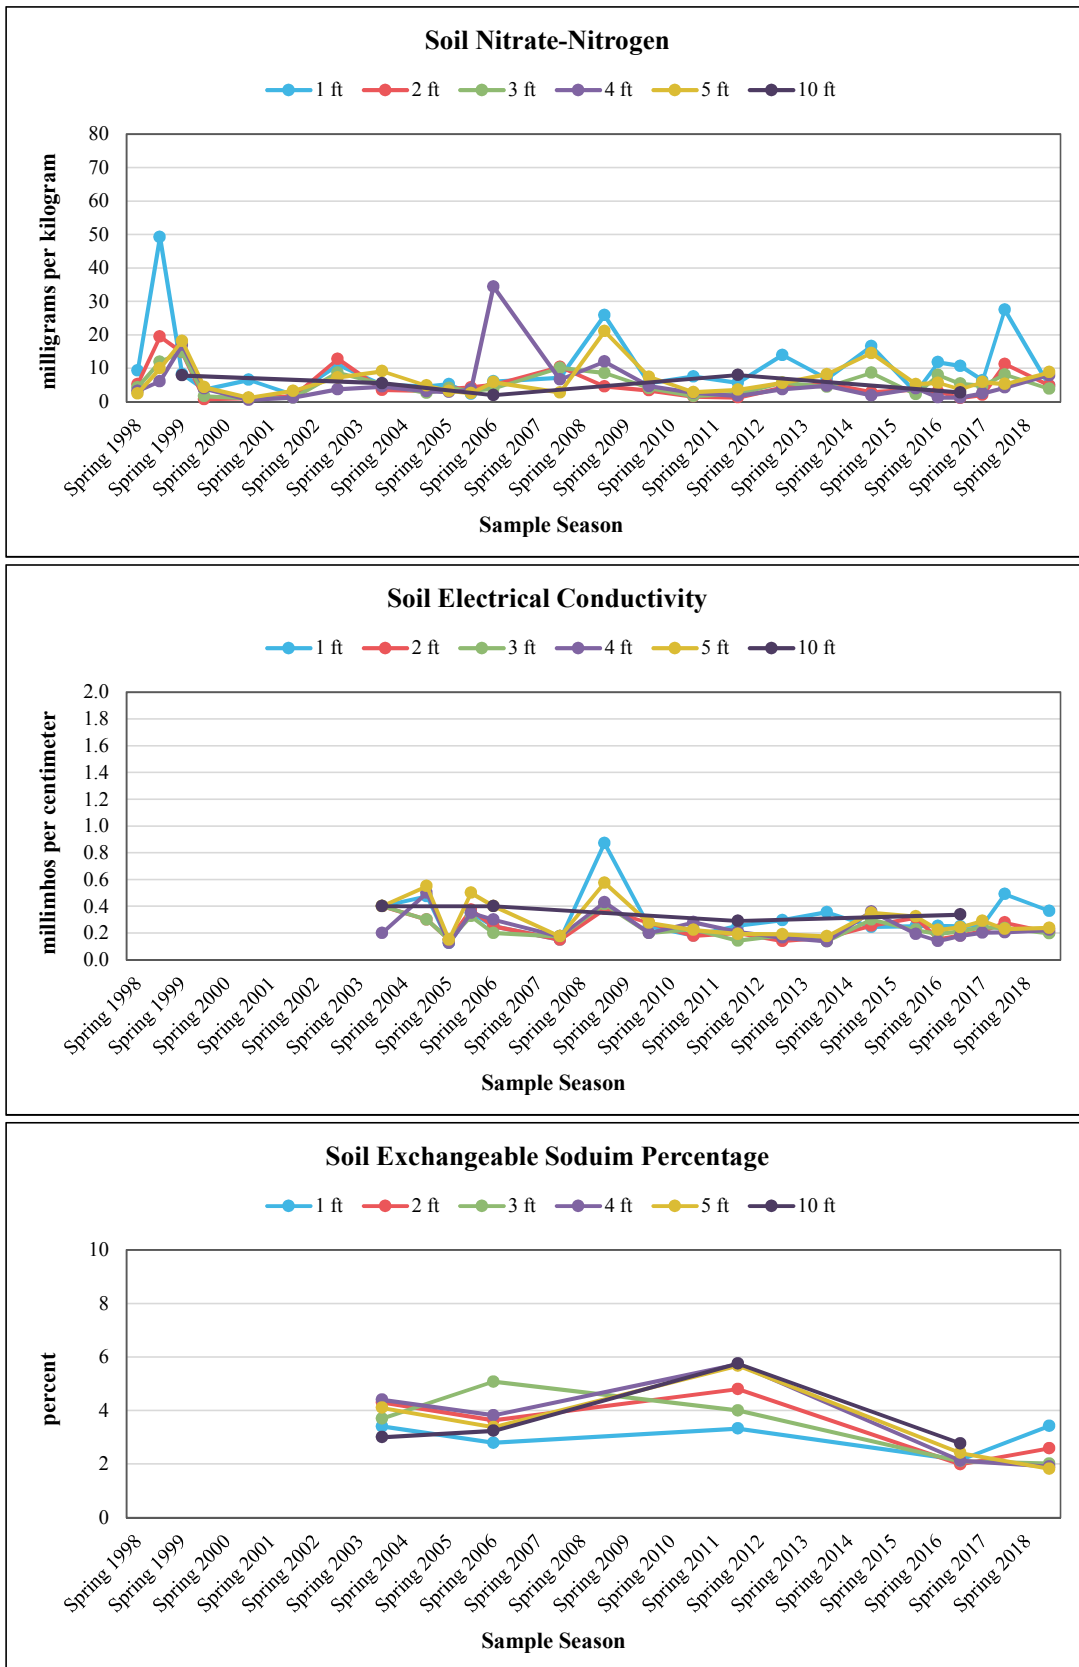 Soil Nitrate-Nitrogen
1 ft 2 ft 3 ft 4 ft 5 ft 10 ft
milligrams per kilogram
80
70
60
50
40
30
20
10
0
Spring 1998 Spring 1999 Spring 2000 Spring 2001 Spring 2002 Spring 2003 Spring 2004 Spring 2005 Spring 2006 Spring 2007 Spring 2008 Spring 2009 Spring 2010 Spring 2011 Spring 2012 Spring 2013 Spring 2014 Spring 2015 Spring 2016 Spring 2017 Spring 2018
Sample Season
Soil Electrical Conductivity
1 ft 2 ft 3 ft 4 ft 5 ft 10 ft
millimhos per centimeter
2.0
1.8
1.6
1.4
1.2
1.0
0.8
0.6
0.4
0.2
0.0
Spring 1998 Spring 1999 Spring 2000 Spring 2001 Spring 2002 Spring 2003 Spring 2004 Spring 2005 Spring 2006 Spring 2007 Spring 2008 Spring 2009 Spring 2010 Spring 2011 Spring 2012 Spring 2013 Spring 2014 Spring 2015 Spring 2016 Spring 2017 Spring 2018
Sample Season
Soil Exchangeable Soduim Percentage
1 ft 2 ft 3 ft 4 ft 5 ft 10 ft
percent
10
8
6
4
2
0
Spring 1998 Spring 1999 Spring 2000 Spring 2001 Spring 2002 Spring 2003 Spring 2004 Spring 2005 Spring 2006 Spring 2007 Spring 2008 Spring 2009 Spring 2010 Spring 2011 Spring 2012 Spring 2013 Spring 2014 Spring 2015 Spring 2016 Spring 2017 Spring 2018
Sample Season